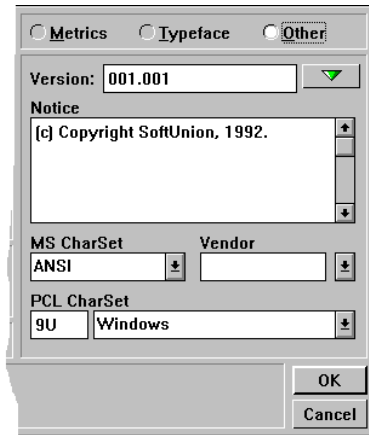 Metrics Typeface Other
Version: 001.001
Notice
(c) Copyright SoftUnion, 1992.
MS CharSet Vendor
ANSI
PCL CharSet
9U Windows
OK
Cancel